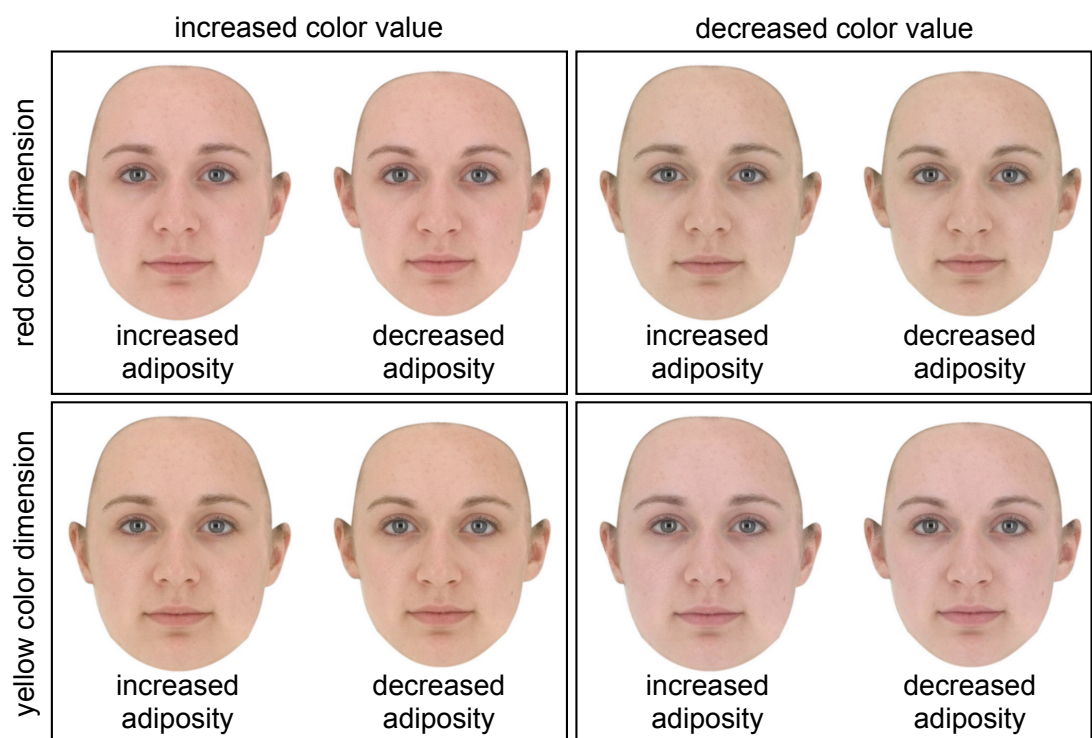 increased color value
decreased color value
red color dimension
increased
adiposity
decreased
adiposity
increased
adiposity
decreased
adiposity
yellow color dimension
increased
adiposity
decreased
adiposity
increased
adiposity
decreased
adiposity